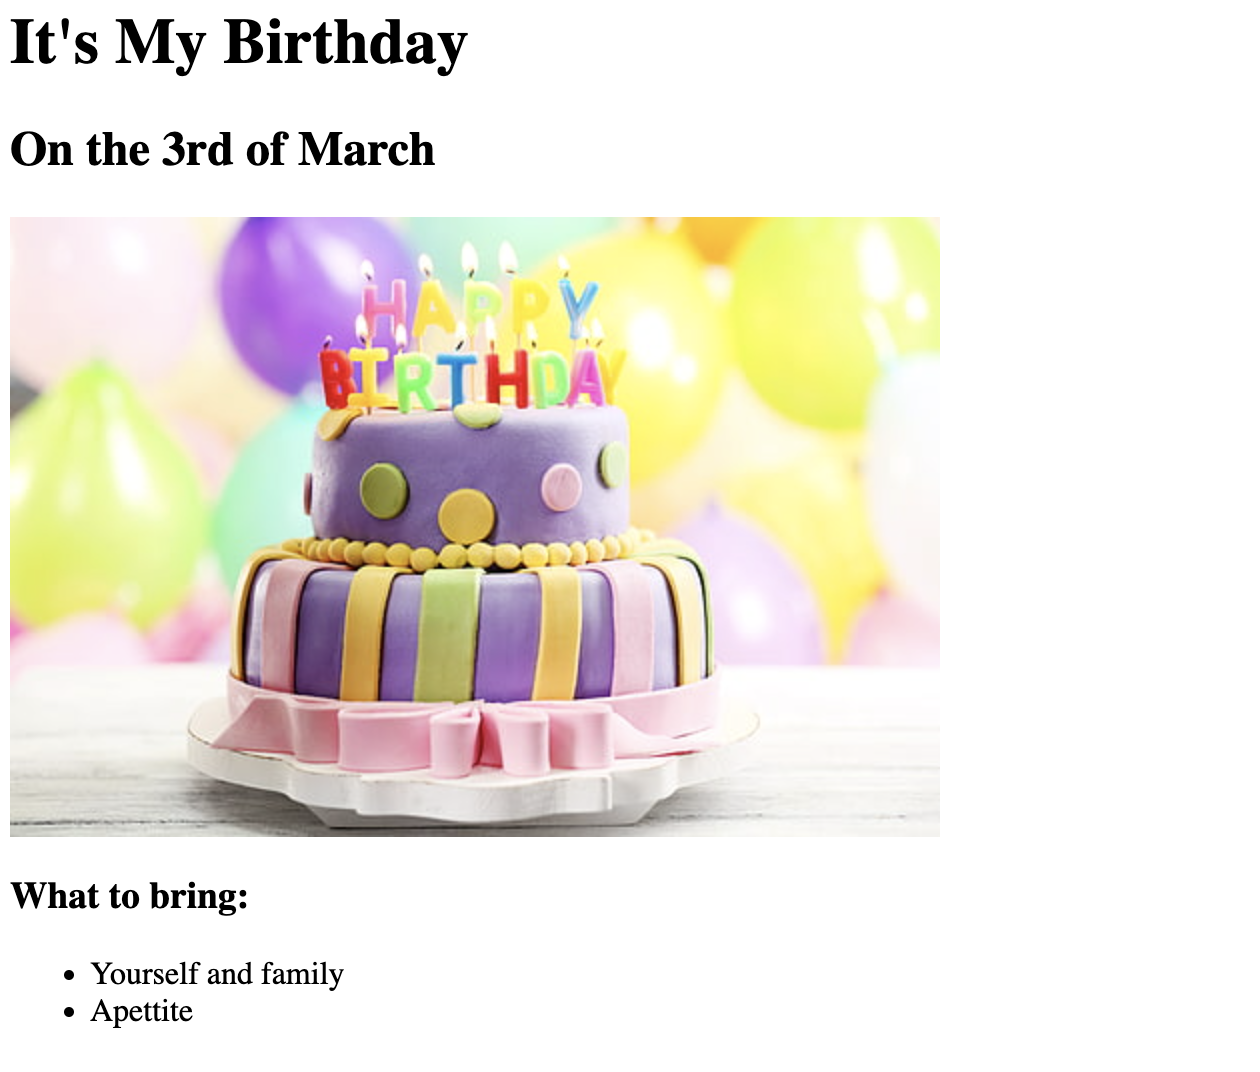 It's My Birthday
On the 3rd of March
HAPPY
BIRTHDAY
What to bring:
Yourself and family
Apettite